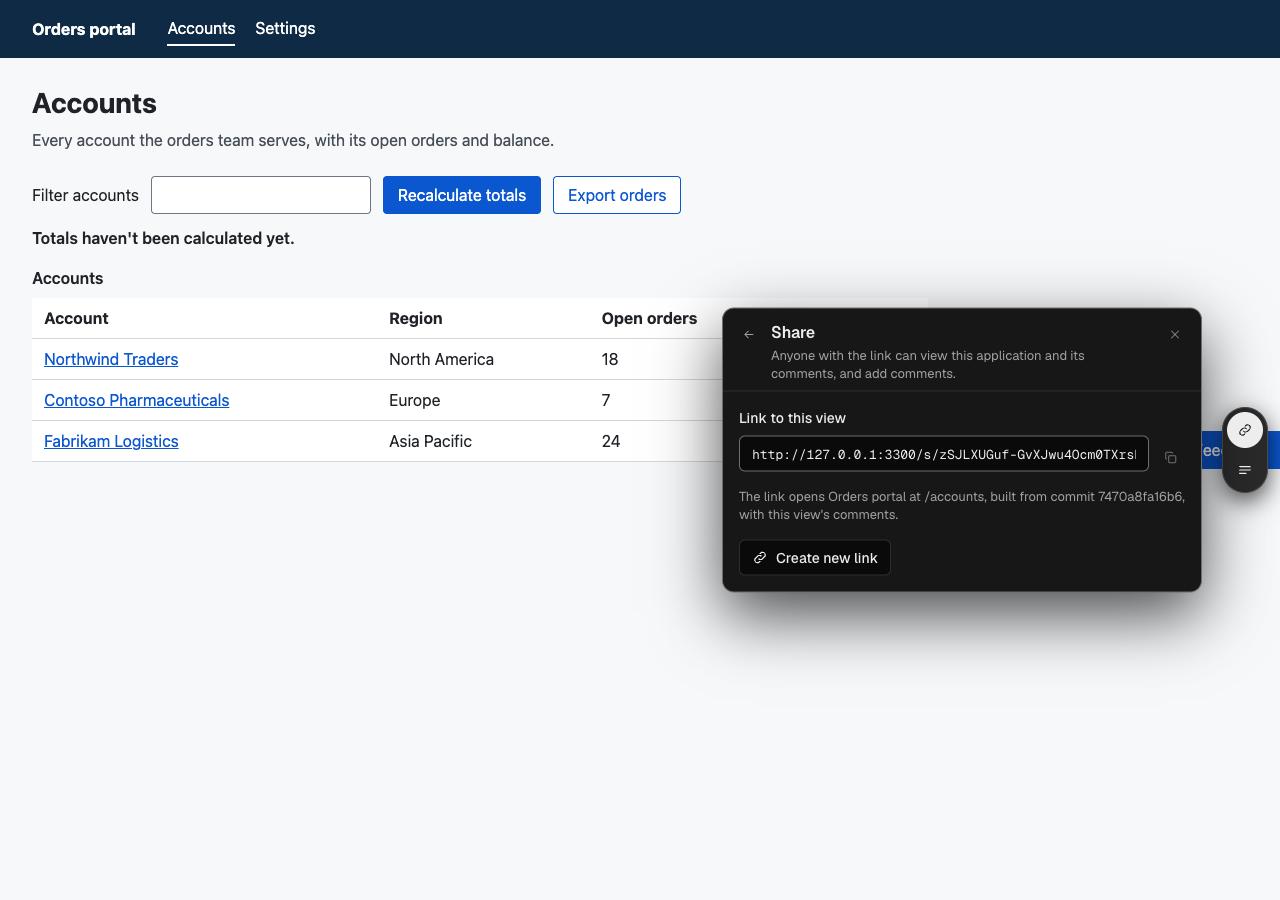 Orders portal Accounts Settings
Accounts
Every account the orders team serves, with its open orders and balance.
Filter accounts Recalculate totals Export orders
Totals haven't been calculated yet.
Accounts
Account Region Open orders
Northwind Traders North America 18
Contoso Pharmaceuticals Europe 7
Fabrikam Logistics Asia Pacific 24
Share
Anyone with the link can view this application and its
comments, and add comments.
Link to this view
http://127.0.0.1:3300/s/zSJLXUGuf-GvXJwu4Ocm0TXrs
The link opens Orders portal at /accounts, built from commit 7470a8fa16b6,
with this view's comments.
Create new link